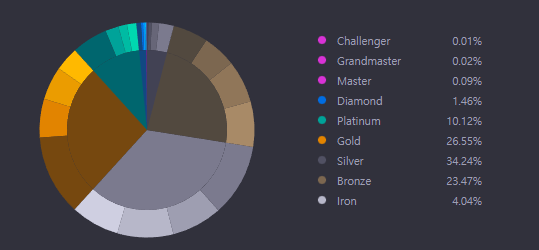 Challenger 0.01%
Grandmaster 0.02%
Master 0.09%
Diamond 1.46%
Platinum 10.12%
Gold 26.55%
Silver 34.24%
Bronze 23.47%
Iron 4.04%